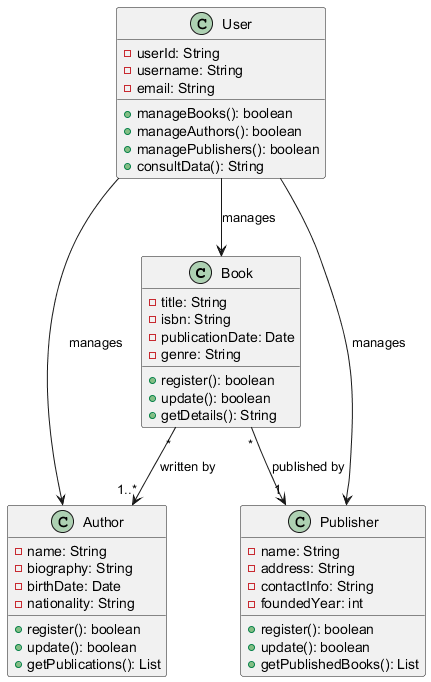 C User
userId: String
username: String
email: String
manageBooks(): boolean
manageAuthors(): boolean
managePublishers(): boolean
consultData(): String
manages
C Book
title: String
isbn: String
publicationDate: Date
genre: String
register(): boolean
update(): boolean
getDetails(): String
manages
manages
*
*
written by
published by
1..*
1
C Author
name: String
biography: String
birthDate: Date
nationality: String
register(): boolean
update(): boolean
getPublications(): List
C Publisher
name: String
address: String
contactInfo: String
foundedYear: int
register(): boolean
update(): boolean
getPublishedBooks(): List